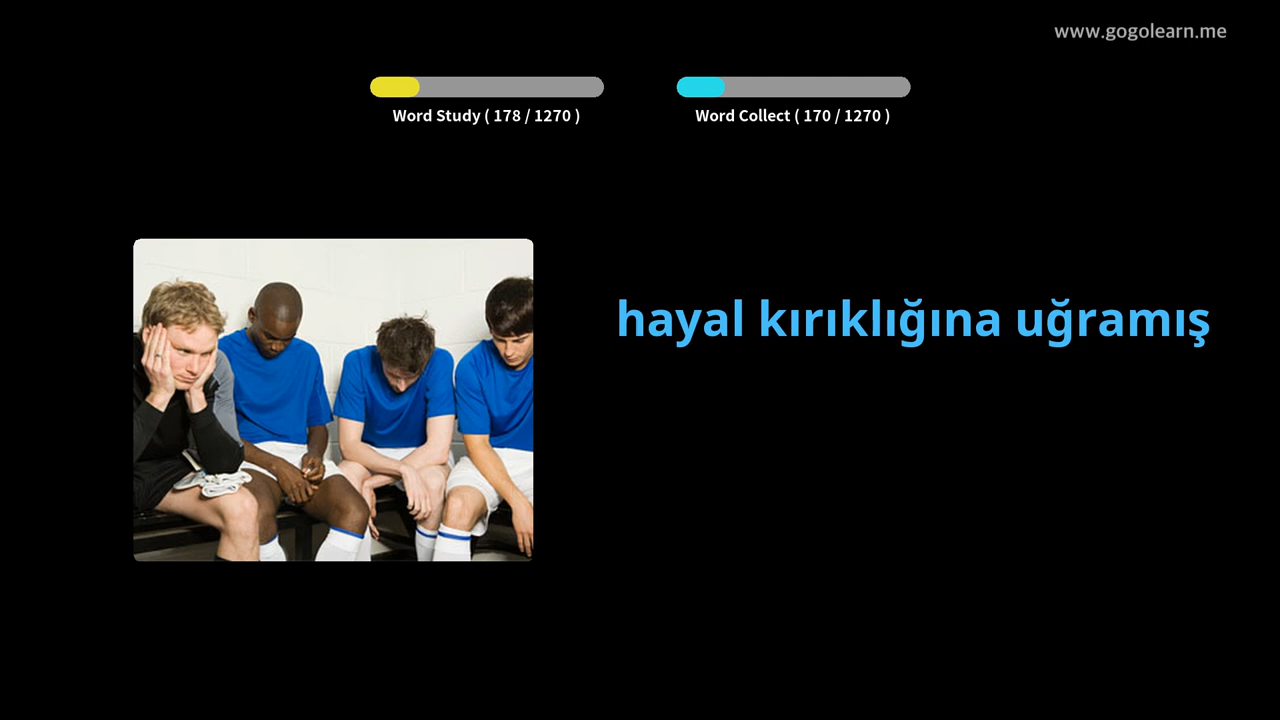 www.gogolearn.me
Word Study ( 178 / 1270 )
Word Collect ( 170 / 1270 )
hayal kırıklığına uğramış